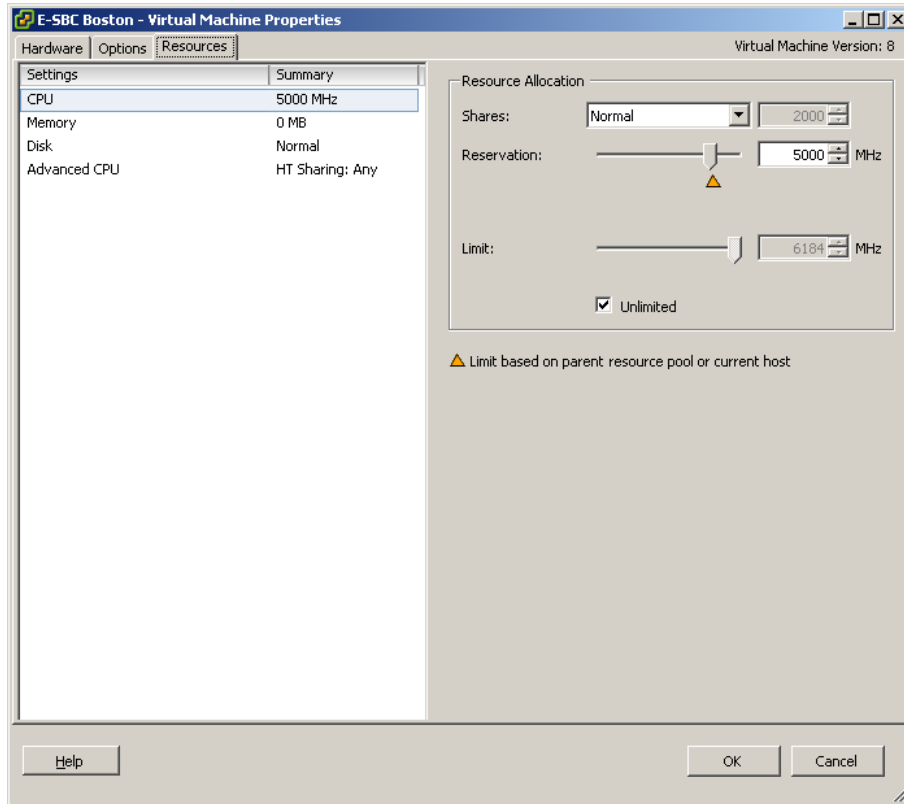 E-SBC Boston - Virtual Machine Properties
Hardware Options Resources Virtual Machine Version: 8
Settings Summary
CPU 5000 MHz
Memory 0 MB
Disk Normal
Advanced CPU HT Sharing: Any
Resource Allocation
Shares: Normal 2000
Reservation: 5000 MHz
Limit: 6184 MHz
Unlimited
Limit based on parent resource pool or current host
Help OK Cancel